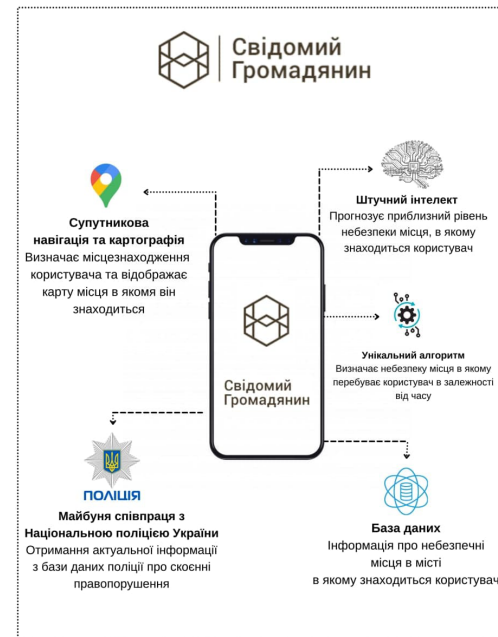 Свідомий
Громадянин
Штучний інтелект
Прогнозує приблизний рівень
небезпеки місця, в якому
знаходиться користувач
Супутникова
навігація та картографія
Визначає місцезнаходження
користувача та відображає
карту місця в якомя він
знаходиться
Унікальний алгоритм
Визначає небезпеку місця в якому
перебуває користувач в залежності
від часу
Свідомий
Громадянин
ПОЛІЦІЯ
Майбуня співпраця з
Національною поліцією України
Отримання актуальної інформації
з бази даних поліції про скоєнні
правопорушення
База даних
Інформація про небезпечні
місця в місті
в якому знаходиться користувач